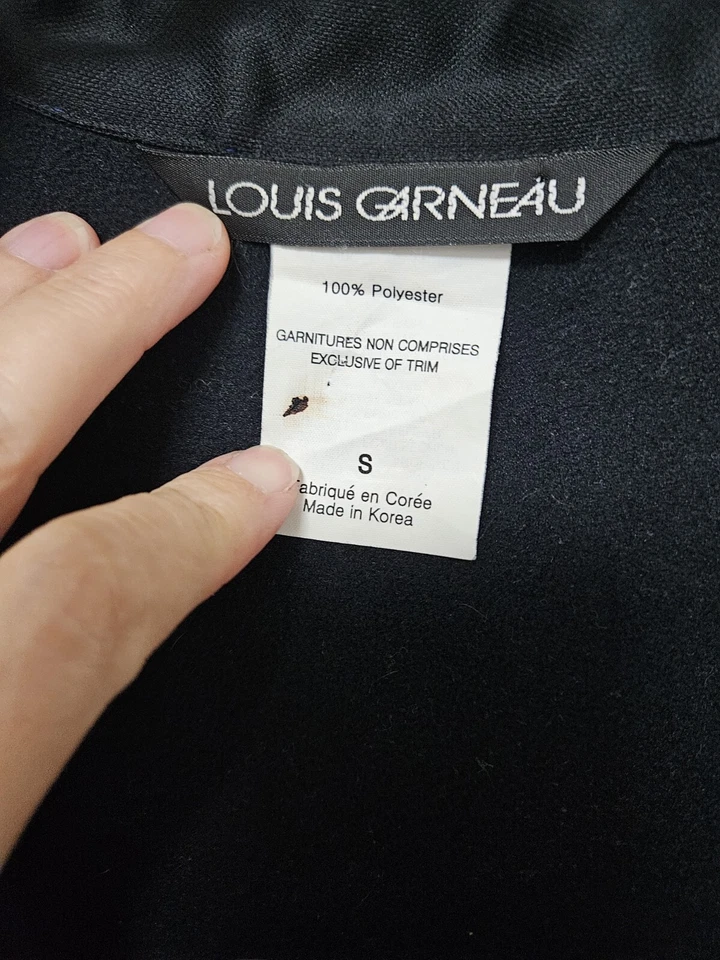 LOUIS GARNEAU
100% Polyester
GARNITURES NON COMPRISES
EXCLUSIVE OF TRIM
S
Fabriqué en Corée
Made in Korea